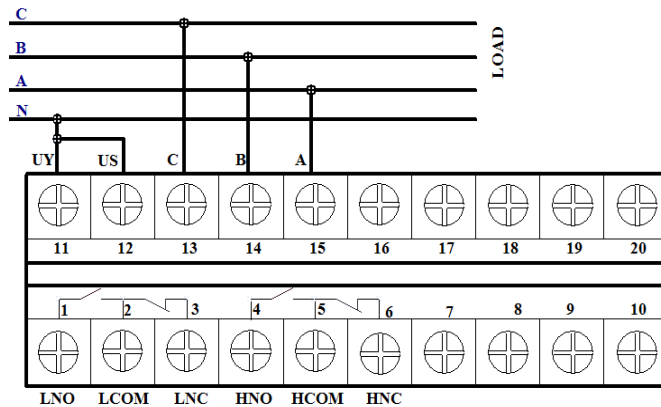 C
B
A
N
LOAD
UY US C B A
11 12 13 14 15 16 17 18 19 20
1 2 3 4 5 6 7 8 9 10
LNO LCOM LNC HNO HCOM HNC